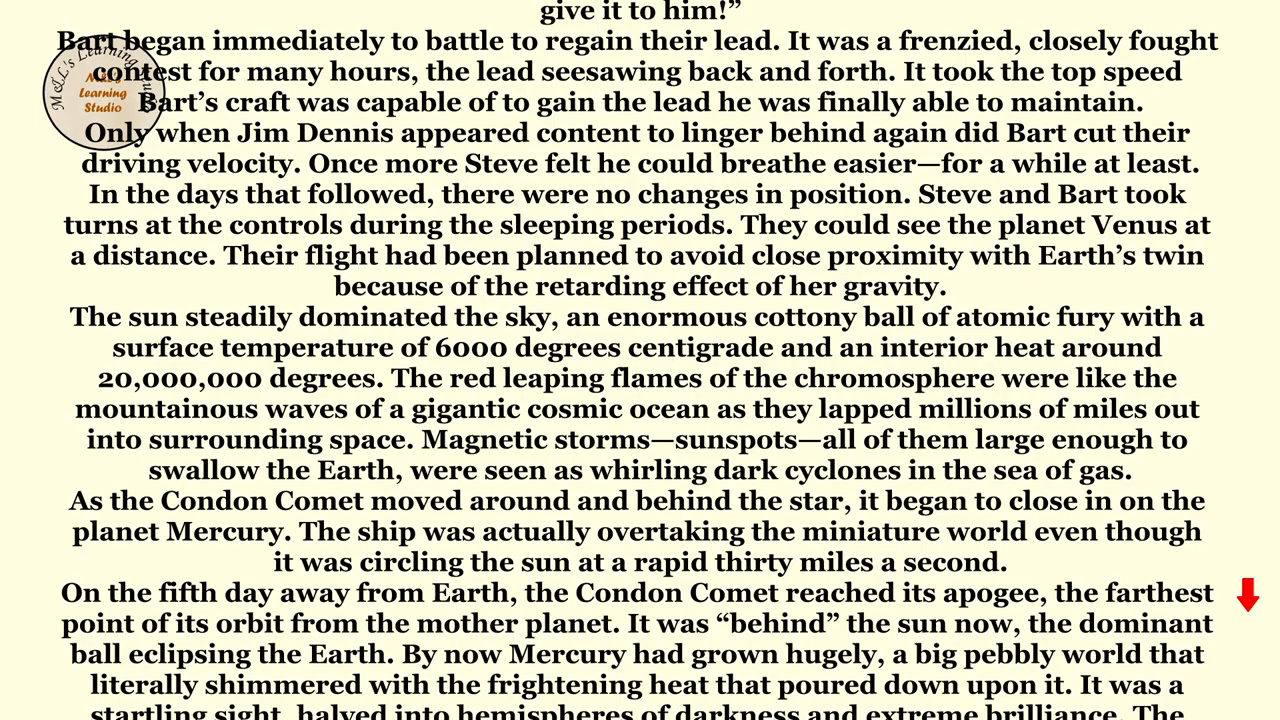 give it to him!”
Bart began immediately to battle to regain their lead. It was a frenzied, closely fought
contest for many hours, the lead seesawing back and forth. It took the top speed
Bart’s craft was capable of to gain the lead he was finally able to maintain.
Only when Jim Dennis appeared content to linger behind again did Bart cut their
driving velocity. Once more Steve felt he could breathe easier—for a while at least.
In the days that followed, there were no changes in position. Steve and Bart took
turns at the controls during the sleeping periods. They could see the planet Venus at
a distance. Their flight had been planned to avoid close proximity with Earth’s twin
because of the retarding effect of her gravity.
The sun steadily dominated the sky, an enormous cottony ball of atomic fury with a
surface temperature of 6000 degrees centigrade and an interior heat around
20,000,000 degrees. The red leaping flames of the chromosphere were like the
mountainous waves of a gigantic cosmic ocean as they lapped millions of miles out
into surrounding space. Magnetic storms—sunspots—all of them large enough to
swallow the Earth, were seen as whirling dark cyclones in the sea of gas.
As the Condon Comet moved around and behind the star, it began to close in on the
planet Mercury. The ship was actually overtaking the miniature world even though
it was circling the sun at a rapid thirty miles a second.
On the fifth day away from Earth, the Condon Comet reached its apogee, the farthest
point of its orbit from the mother planet. It was “behind” the sun now, the dominant
ball eclipsing the Earth. By now Mercury had grown hugely, a big pebbly world that
literally shimmered with the frightening heat that poured down upon it. It was a
startling sight, halved into hemispheres of darkness and extreme brilliance. The
M&L's Learning
Learning
Studio